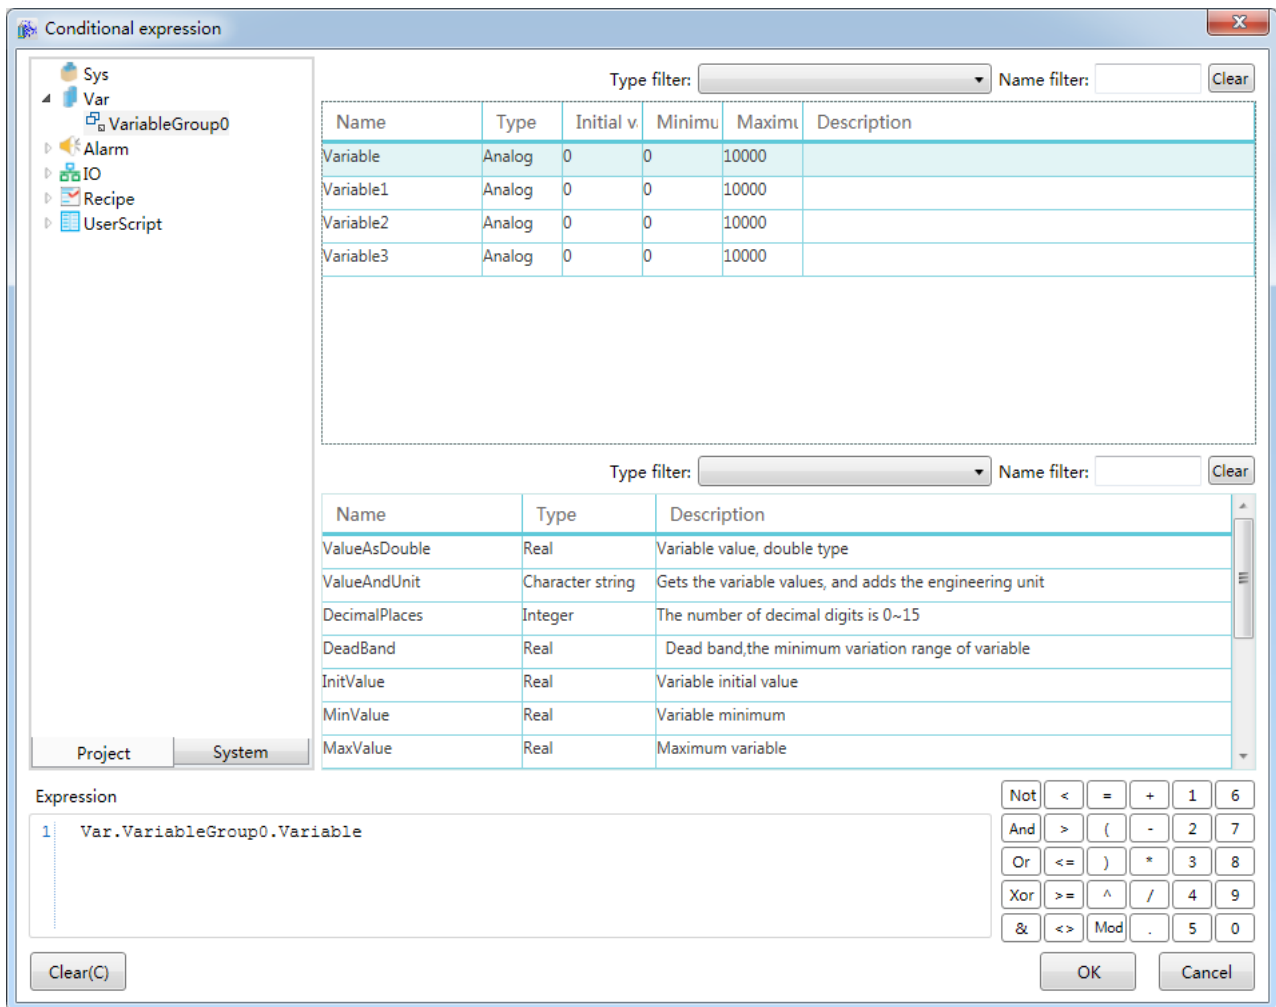 Conditional expression
x
Sys
Var
VariableGroup0
Alarm
IO
Recipe
UserScript
Project System
Type filter: Name filter: Clear
Name Type Initial v Minimu Maximu Description
Variable Analog 0 0 10000
Variable1 Analog 0 0 10000
Variable2 Analog 0 0 10000
Variable3 Analog 0 0 10000
Type filter: Name filter: Clear
Name Type Description
ValueAsDouble Real Variable value, double type
ValueAndUnit Character string Gets the variable values, and adds the engineering unit
DecimalPlaces Integer The number of decimal digits is 0~15
DeadBand Real Dead band,the minimum variation range of variable
InitValue Real Variable initial value
MinValue Real Variable minimum
MaxValue Real Maximum variable
Expression
1 Var.VariableGroup0.Variable
Not < = + 1 6
And > ( - 2 7
Or <= ) * 3 8
Xor >= ^ / 4 9
& <> Mod . 5 0
Clear(C) OK Cancel